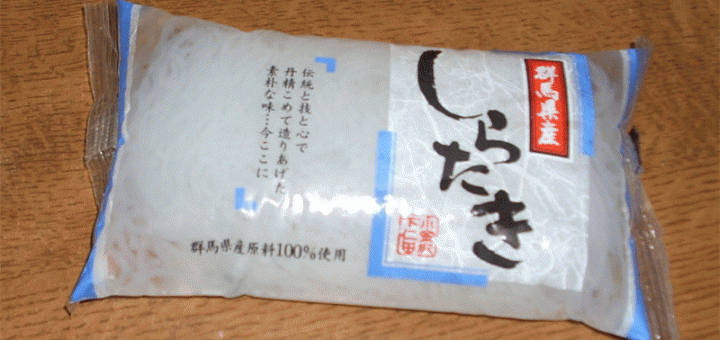 群馬県産
しらたき
伝統と技と心で
丹精こめて造りあげた
素朴な味…今ここに
群馬県産原料100%使用